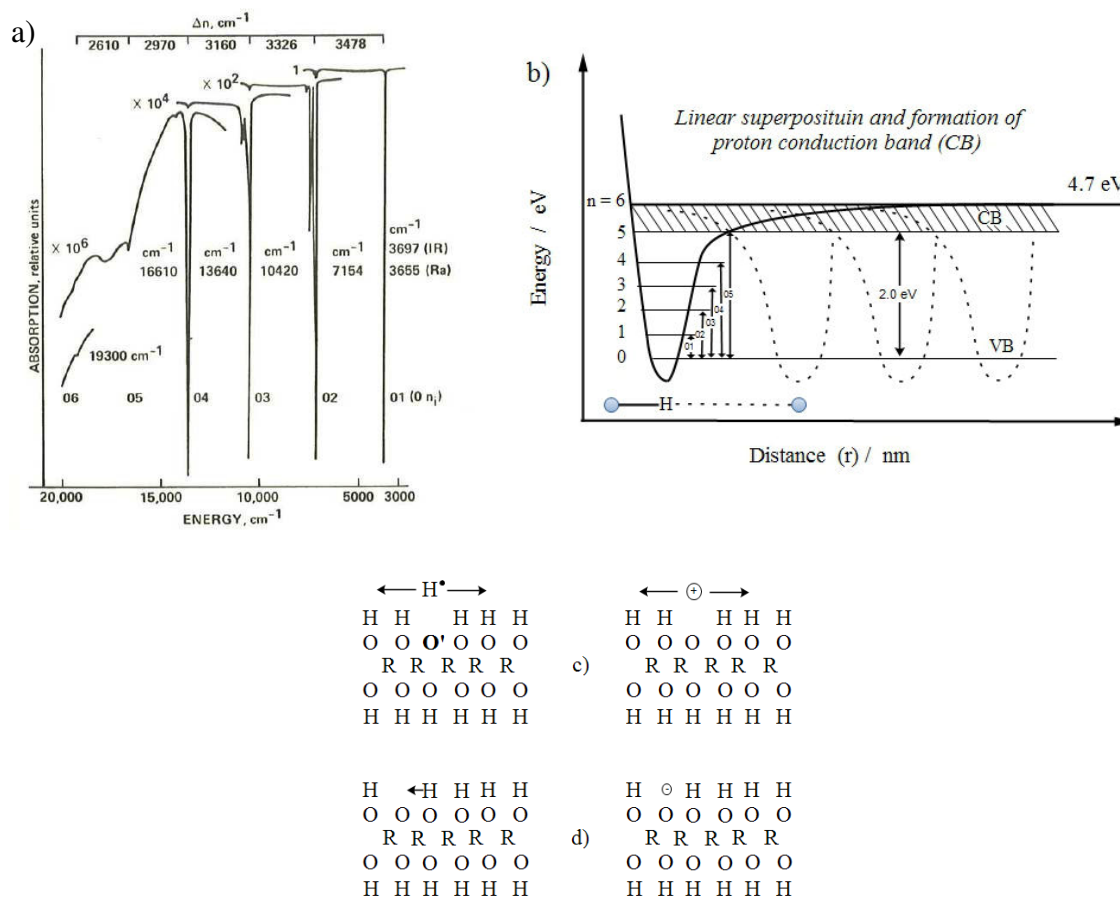 a)
Δn, cm⁻¹
2610 2970 3160 3326 3478
1
× 10²
× 10⁴
× 10⁶
ABSORPTION, relative units
cm⁻¹ cm⁻¹ cm⁻¹ cm⁻¹ cm⁻¹
16610 13640 10420 7154 3697 (IR)
3655 (Ra)
19300 cm⁻¹
06 05 04 03 02 01 (0 nᵢ)
20,000 15,000 10,000 5000 3000
ENERGY, cm⁻¹
b)
Linear superposituin and formation of
proton conduction band (CB)
4.7 eV
n = 6
CB
5
4
3
2
1
0
05
04
03
02
01
2.0 eV
VB
H
Energy / eV
Distance (r) / nm
H•
H H H H H
O O O' O O O
R R R R R
O O O O O O
H H H H H H
c)
+
H H H H H
O O O O O O
R R R R R
O O O O O O
H H H H H H
H H H H H
O O O O O O
R R R R R
O O O O O O
H H H H H H
d)
H - H H H H
O O O O O O
R R R R R
O O O O O O
H H H H H H